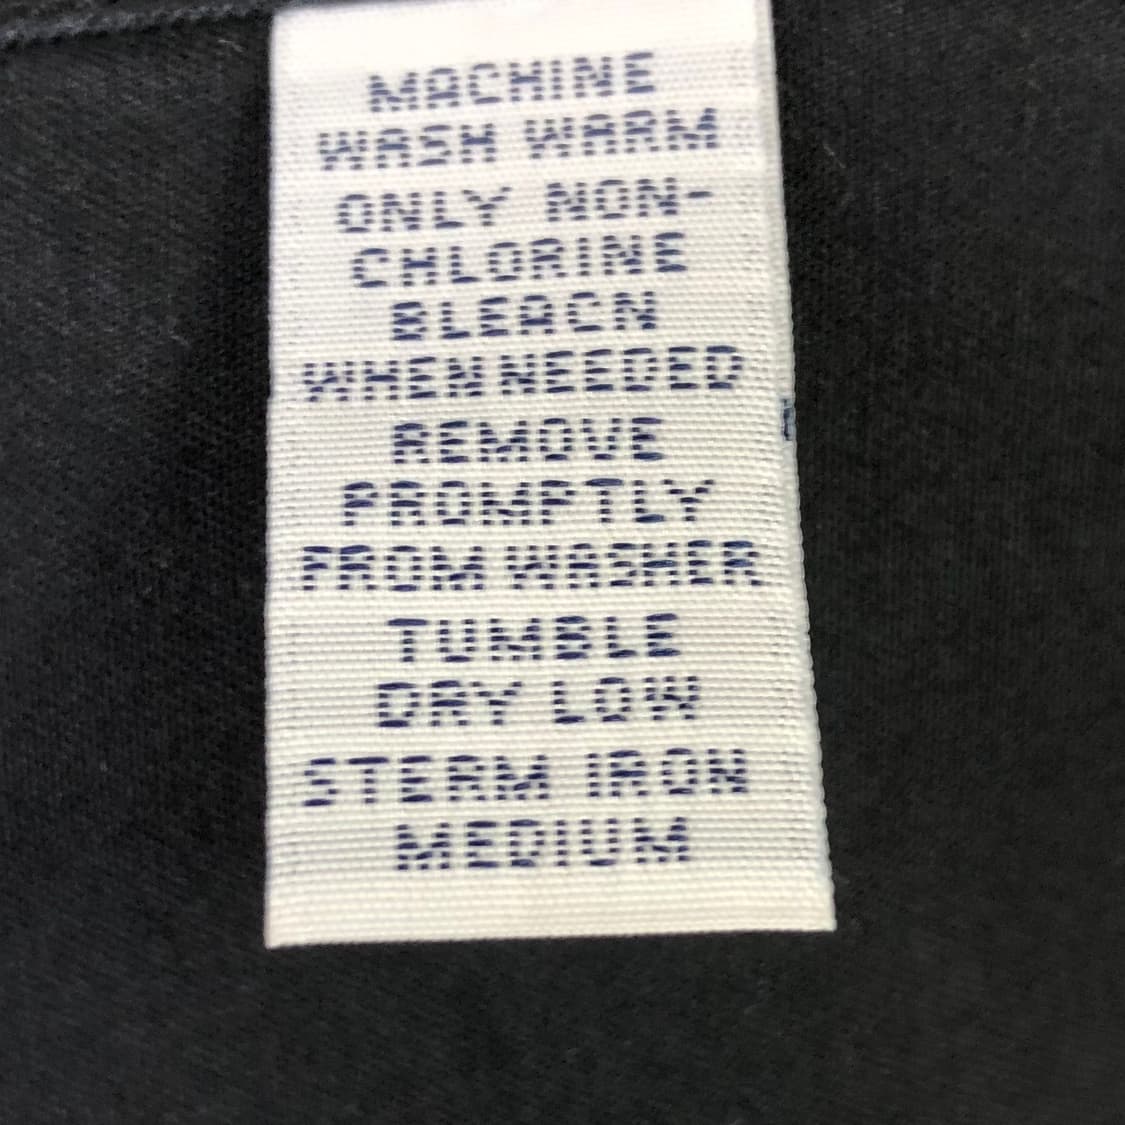 MACHINE
WASH WARM
ONLY NON-
CHLORINE
BLEACN
WHEN NEEDED
REMOVE
PROMPTLY
FROM WASHER
TUMBLE
DRY LOW
STERM IRON
MEDIUM